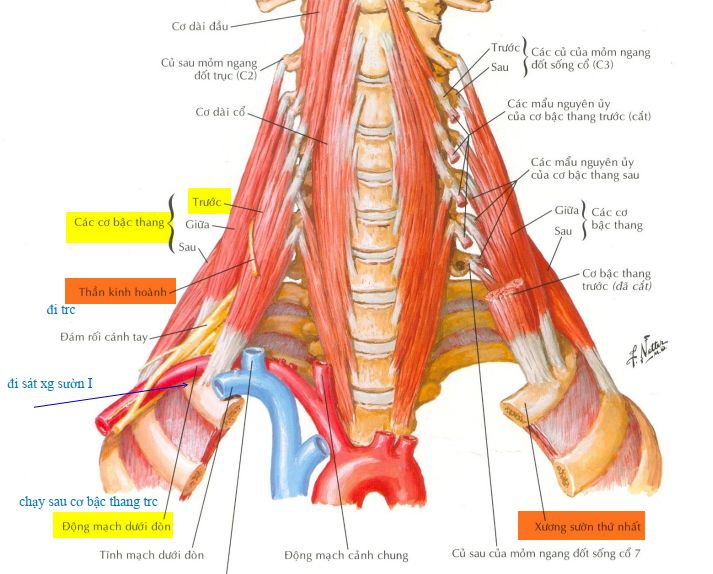 Cơ dài đầu
Củ sau mỏm ngang
đốt trục (C2)
Cơ dài cổ
Trước
Sau
Các củ của mỏm ngang
đốt sống cổ (C3)
Các mẩu nguyên ủy
của cơ bậc thang trước (cắt)
Các mẩu nguyên ủy
của cơ bậc thang sau
Các cơ bậc thang
Trước
Giữa
Sau
Giữa
Sau
Các cơ
bậc thang
Thần kinh hoành
Cơ bậc thang
trước (đã cắt)
đi trc
Đám rối cánh tay
F. Netter
M.D.
đi sát xg sườn I
chạy sau cơ bậc thang trc
Động mạch dưới đòn
Xương sườn thứ nhất
Tĩnh mạch dưới đòn
Động mạch cảnh chung
Củ sau của mỏm ngang đốt sống cổ 7